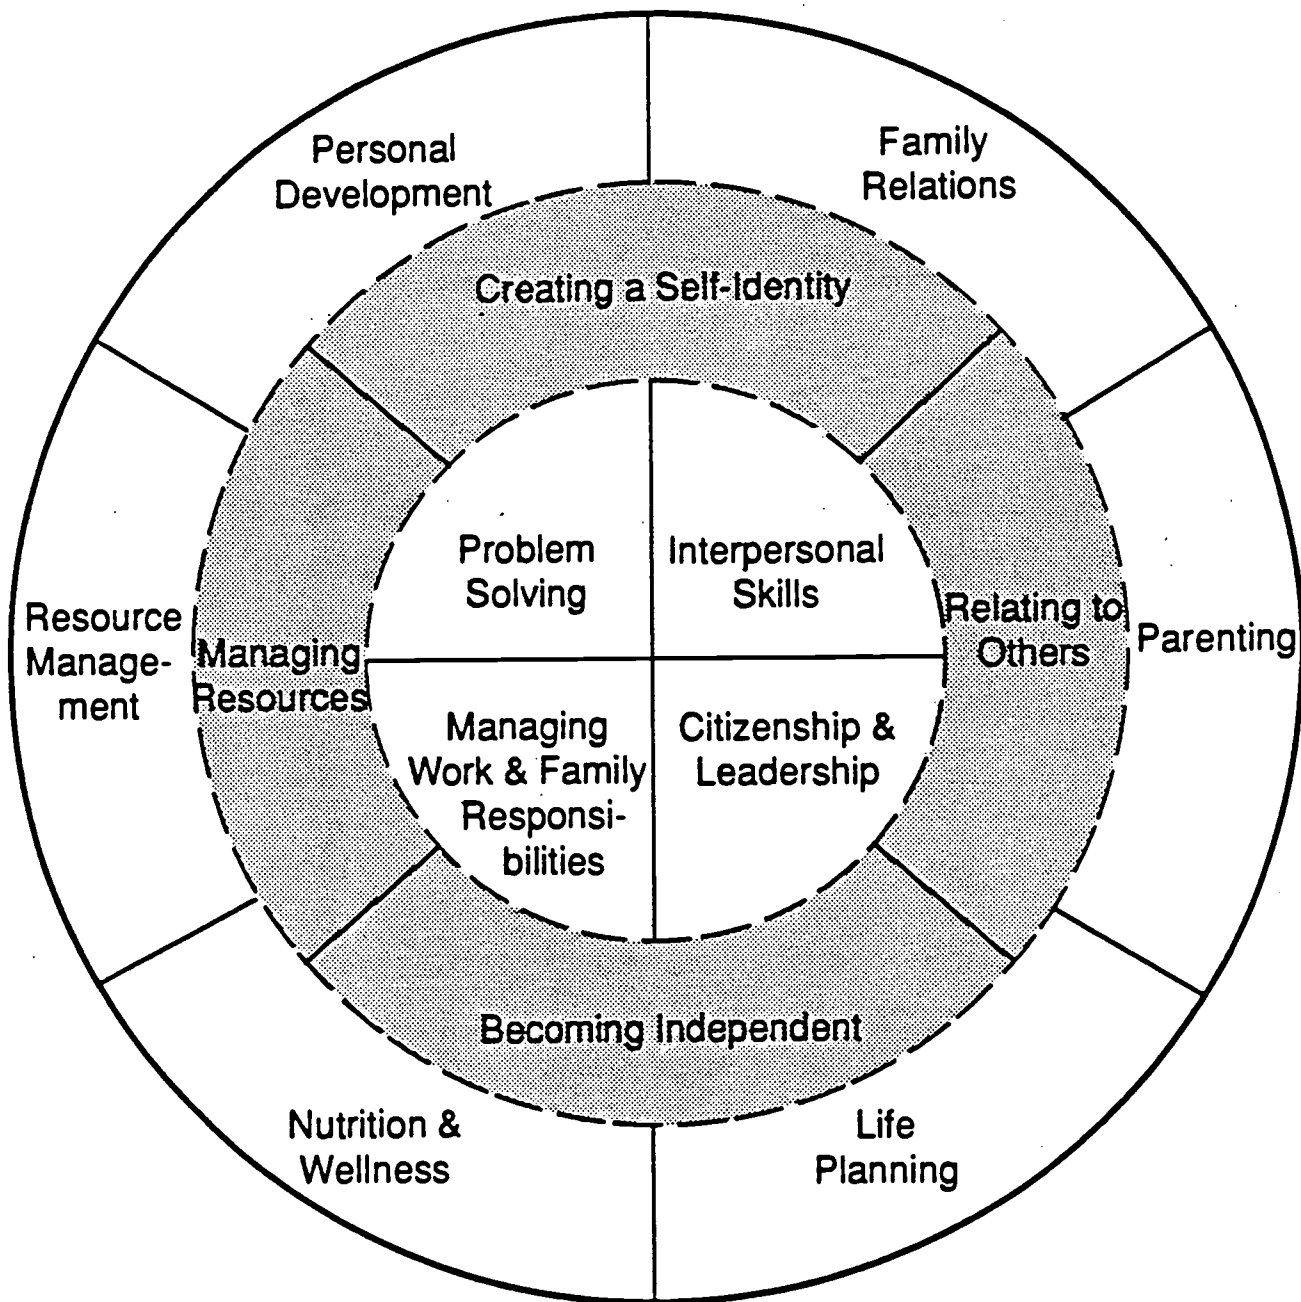 Personal
Development
Family
Relations
Creating a Self-Identity
Problem
Solving
Interpersonal
Skills
Resource
Manage-
ment
Managing
Resources
Relating to
Others
Parenting
Managing
Work & Family
Responsi-
bilities
Citizenship &
Leadership
Becoming Independent
Nutrition &
Wellness
Life
Planning